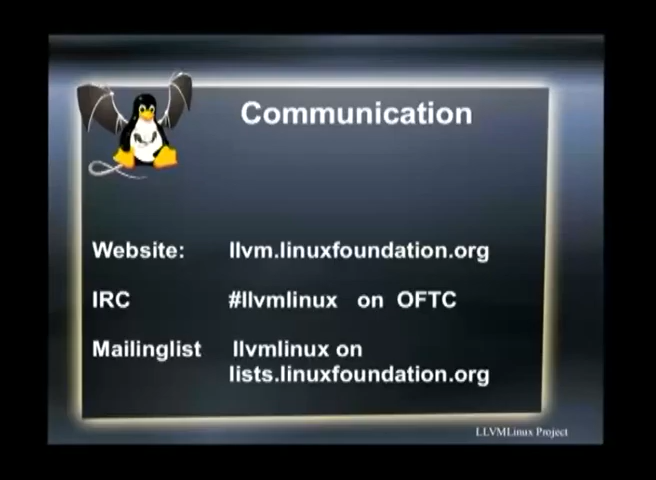 Communication
Website: llvm.linuxfoundation.org
IRC #llvmlinux on OFTC
Mailinglist llvmlinux on
lists.linuxfoundation.org
LLVMLinux Project